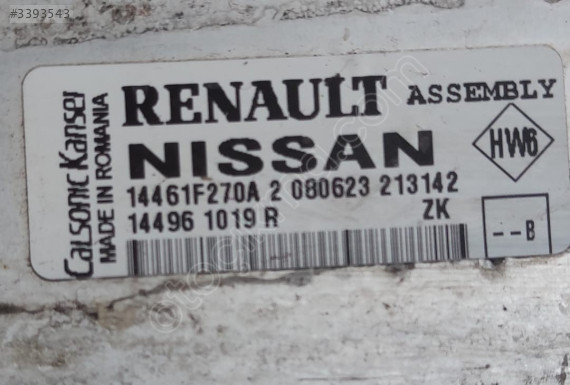 #3393543
Calsonic Kansei
MADE IN ROMANIA
RENAULT ASSEMBLY
NISSAN
HW6
14461F270A 2 080623 213142
14496 1019 R ZK
--B